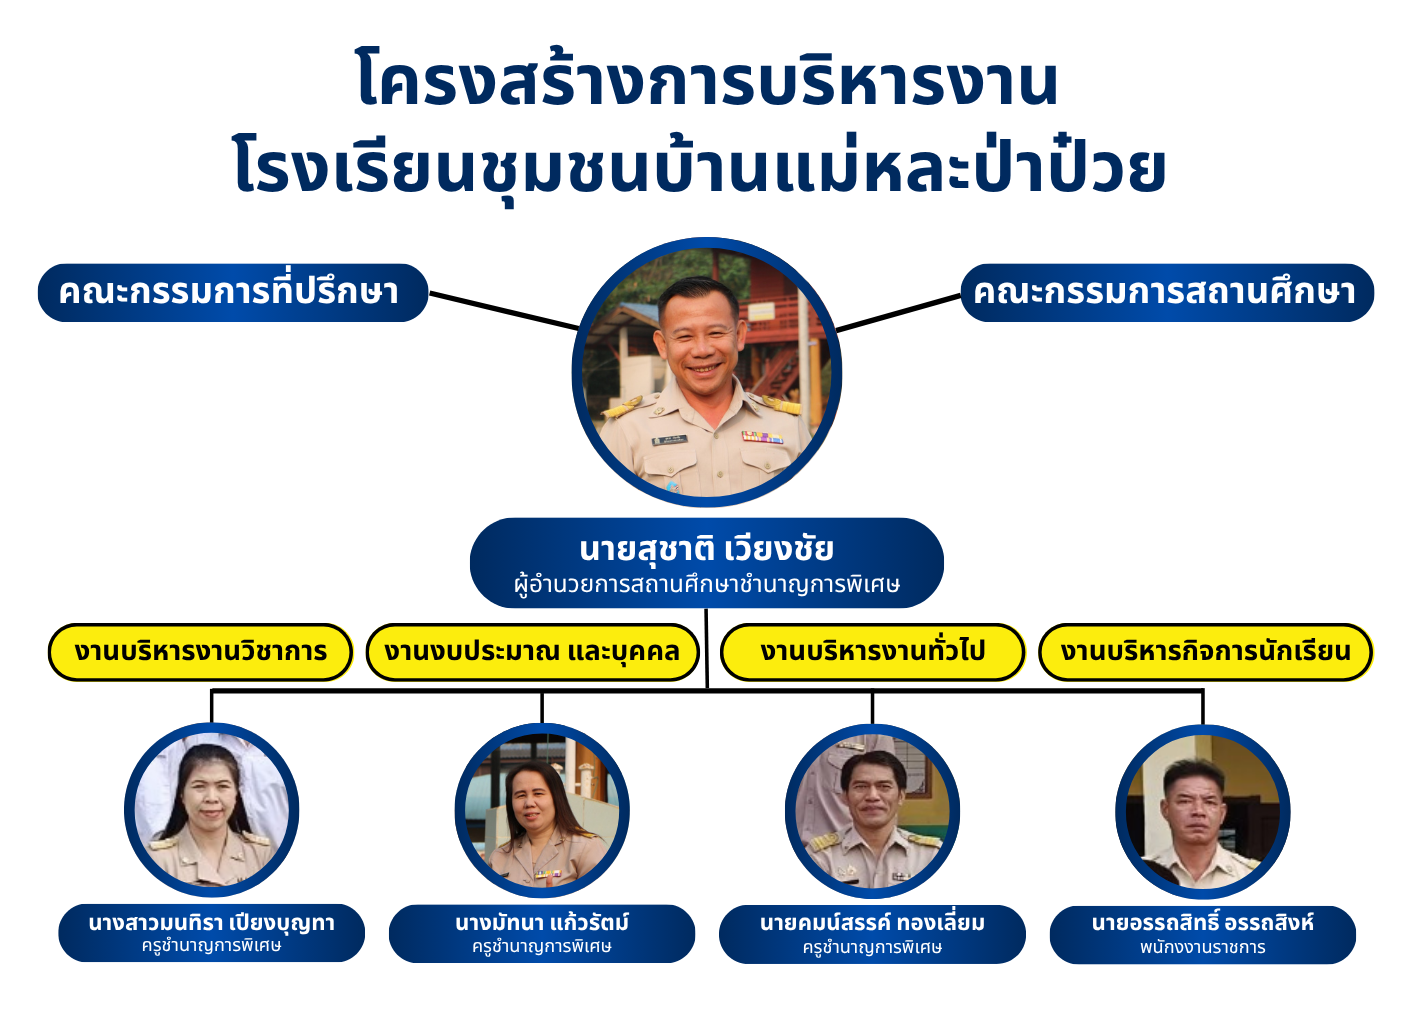 โครงสร้างการบริหารงาน
โรงเรียนชุมชนบ้านแม่หละป่าป๋วย
คณะกรรมการที่ปรึกษา
คณะกรรมการสถานศึกษา
นายสุชาติ เวียงชัย
ผู้อำนวยการสถานศึกษาชำนาญการพิเศษ
งานบริหารงานวิชาการ
งานงบประมาณ และบุคคล
งานบริหารงานทั่วไป
งานบริหารกิจการนักเรียน
นางสาวมนทิรา เปียงบุญทา
ครูชำนาญการพิเศษ
นางมัทนา แก้วรัตม์
ครูชำนาญการพิเศษ
นายคมน์สรรค์ ทองเลี่ยม
ครูชำนาญการพิเศษ
นายอรรถสิทธิ์ อรรถสิงห์
พนักงงานราชการ